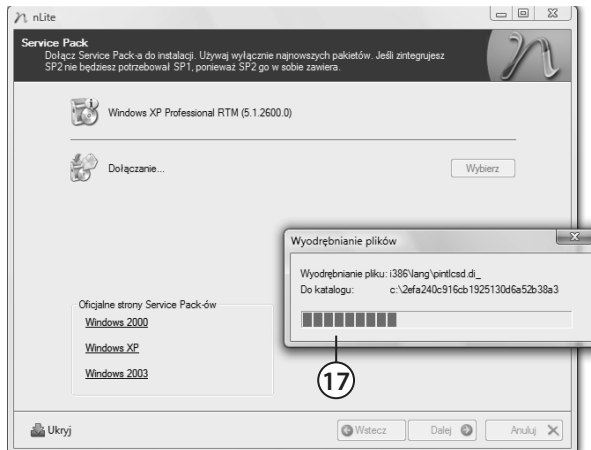 nLite
Service Pack
Dołącz Service Pack-a do instalacji. Używaj wyłącznie najnowszych pakietów. Jeśli zintegrujesz
SP2 nie będziesz potrzebował SP1, ponieważ SP2 go w sobie zawiera.
Windows XP Professional RTM (5.1.2600.0)
Dołączanie...
Wybierz
Wyodrębnianie plików
Wyodrębnianie pliku: i386\lang\pintlcsd.di_
Do katalogu: c:\2efa240c916cb1925130d6a52b38a3
Oficjalne strony Service Pack-ów
Windows 2000
Windows XP
Windows 2003
17
Ukryj
Wstecz
Dalej
Anuluj